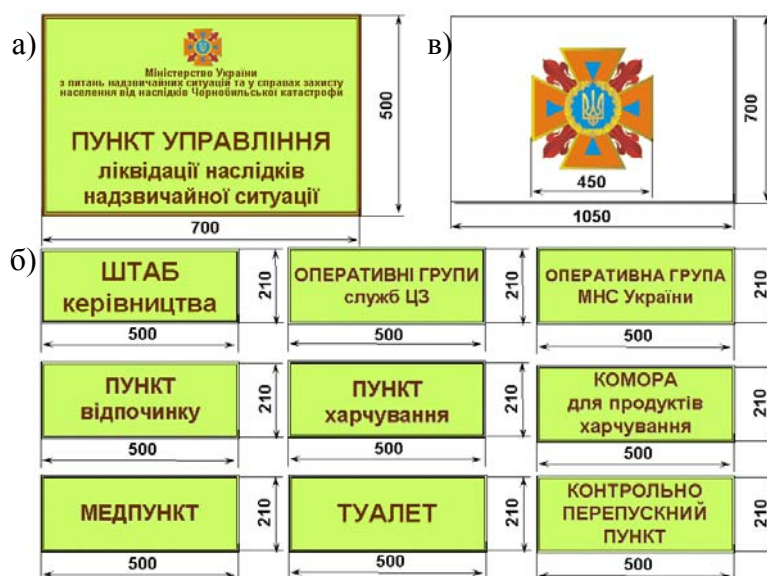 а)
Міністерство України
з питань надзвичайних ситуацій та у справах захисту
населення від наслідків Чорнобильської катастрофи
ПУНКТ УПРАВЛІННЯ
ліквідації наслідків
надзвичайної ситуації
500
700
в)
450
700
1050
б)
ШТАБ
керівництва
210
500
ОПЕРАТИВНІ ГРУПИ
служб ЦЗ
210
500
ОПЕРАТИВНА ГРУПА
МНС України
210
500
ПУНКТ
відпочинку
210
500
ПУНКТ
харчування
210
500
КОМОРА
для продуктів
харчування
210
500
МЕДПУНКТ
210
500
ТУАЛЕТ
210
500
КОНТРОЛЬНО
ПЕРЕПУСКНИЙ
ПУНКТ
210
500